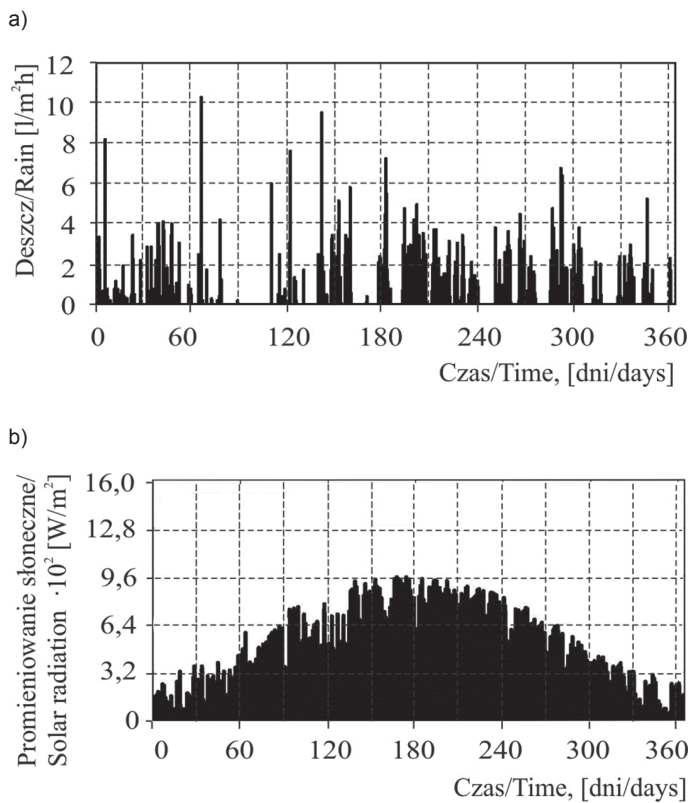 a)
Deszcz/Rain [l/m²h]
12
10
8
6
4
2
0
0 60 120 180 240 300 360
Czas/Time, [dni/days]
b)
Promieniowanie słoneczne/
Solar radiation ·10² [W/m²]
16,0
12,8
9,6
6,4
3,2
0
0 60 120 180 240 300 360
Czas/Time, [dni/days]